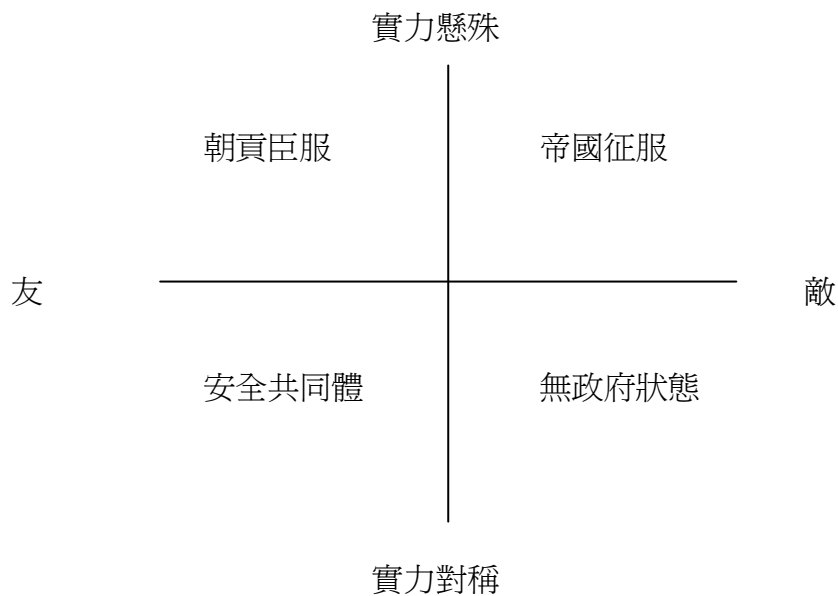 實力懸殊
朝貢臣服 帝國征服
友 敵
安全共同體 無政府狀態
實力對稱